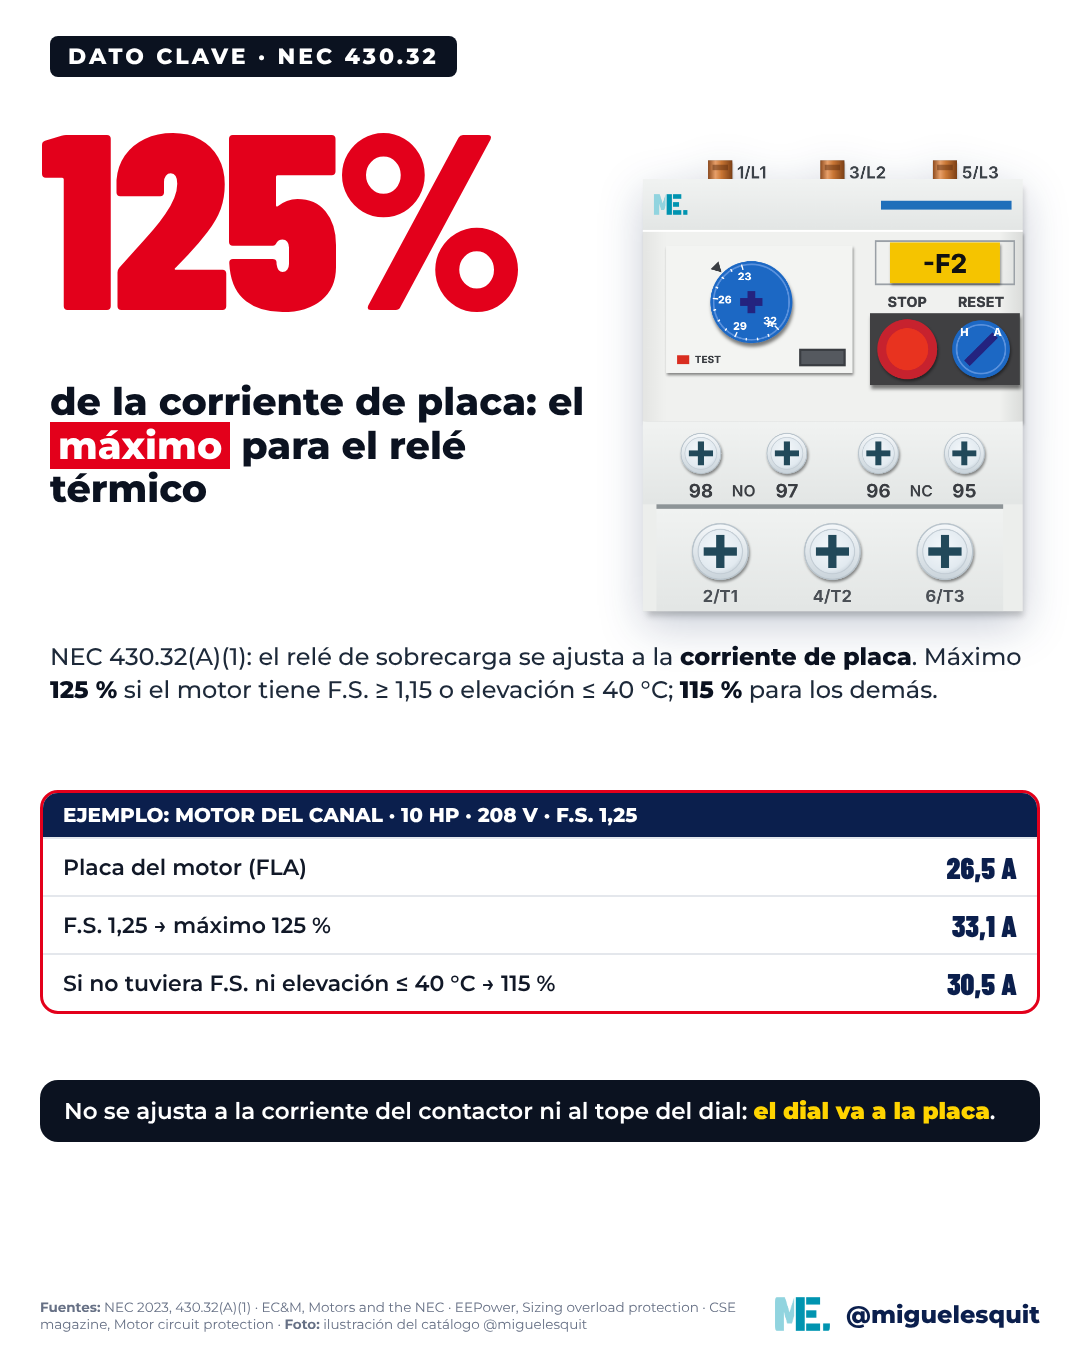 DATO CLAVE · NEC 430.32
125%
de la corriente de placa: el
máximo para el relé
térmico
1/L1 3/L2 5/L3
ME.
-F2
STOP RESET
23
26
29
32
H A
TEST
98 NO 97 96 NC 95
2/T1 4/T2 6/T3
NEC 430.32(A)(1): el relé de sobrecarga se ajusta a la corriente de placa. Máximo
125 % si el motor tiene F.S. ≥ 1,15 o elevación ≤ 40 °C; 115 % para los demás.
EJEMPLO: MOTOR DEL CANAL · 10 HP · 208 V · F.S. 1,25
Placa del motor (FLA) 26,5 A
F.S. 1,25 → máximo 125 % 33,1 A
Si no tuviera F.S. ni elevación ≤ 40 °C → 115 % 30,5 A
No se ajusta a la corriente del contactor ni al tope del dial: el dial va a la placa.
Fuentes: NEC 2023, 430.32(A)(1) · EC&M, Motors and the NEC · EEPower, Sizing overload protection · CSE
magazine, Motor circuit protection · Foto: ilustración del catálogo @miguelesquit
ME. @miguelesquit